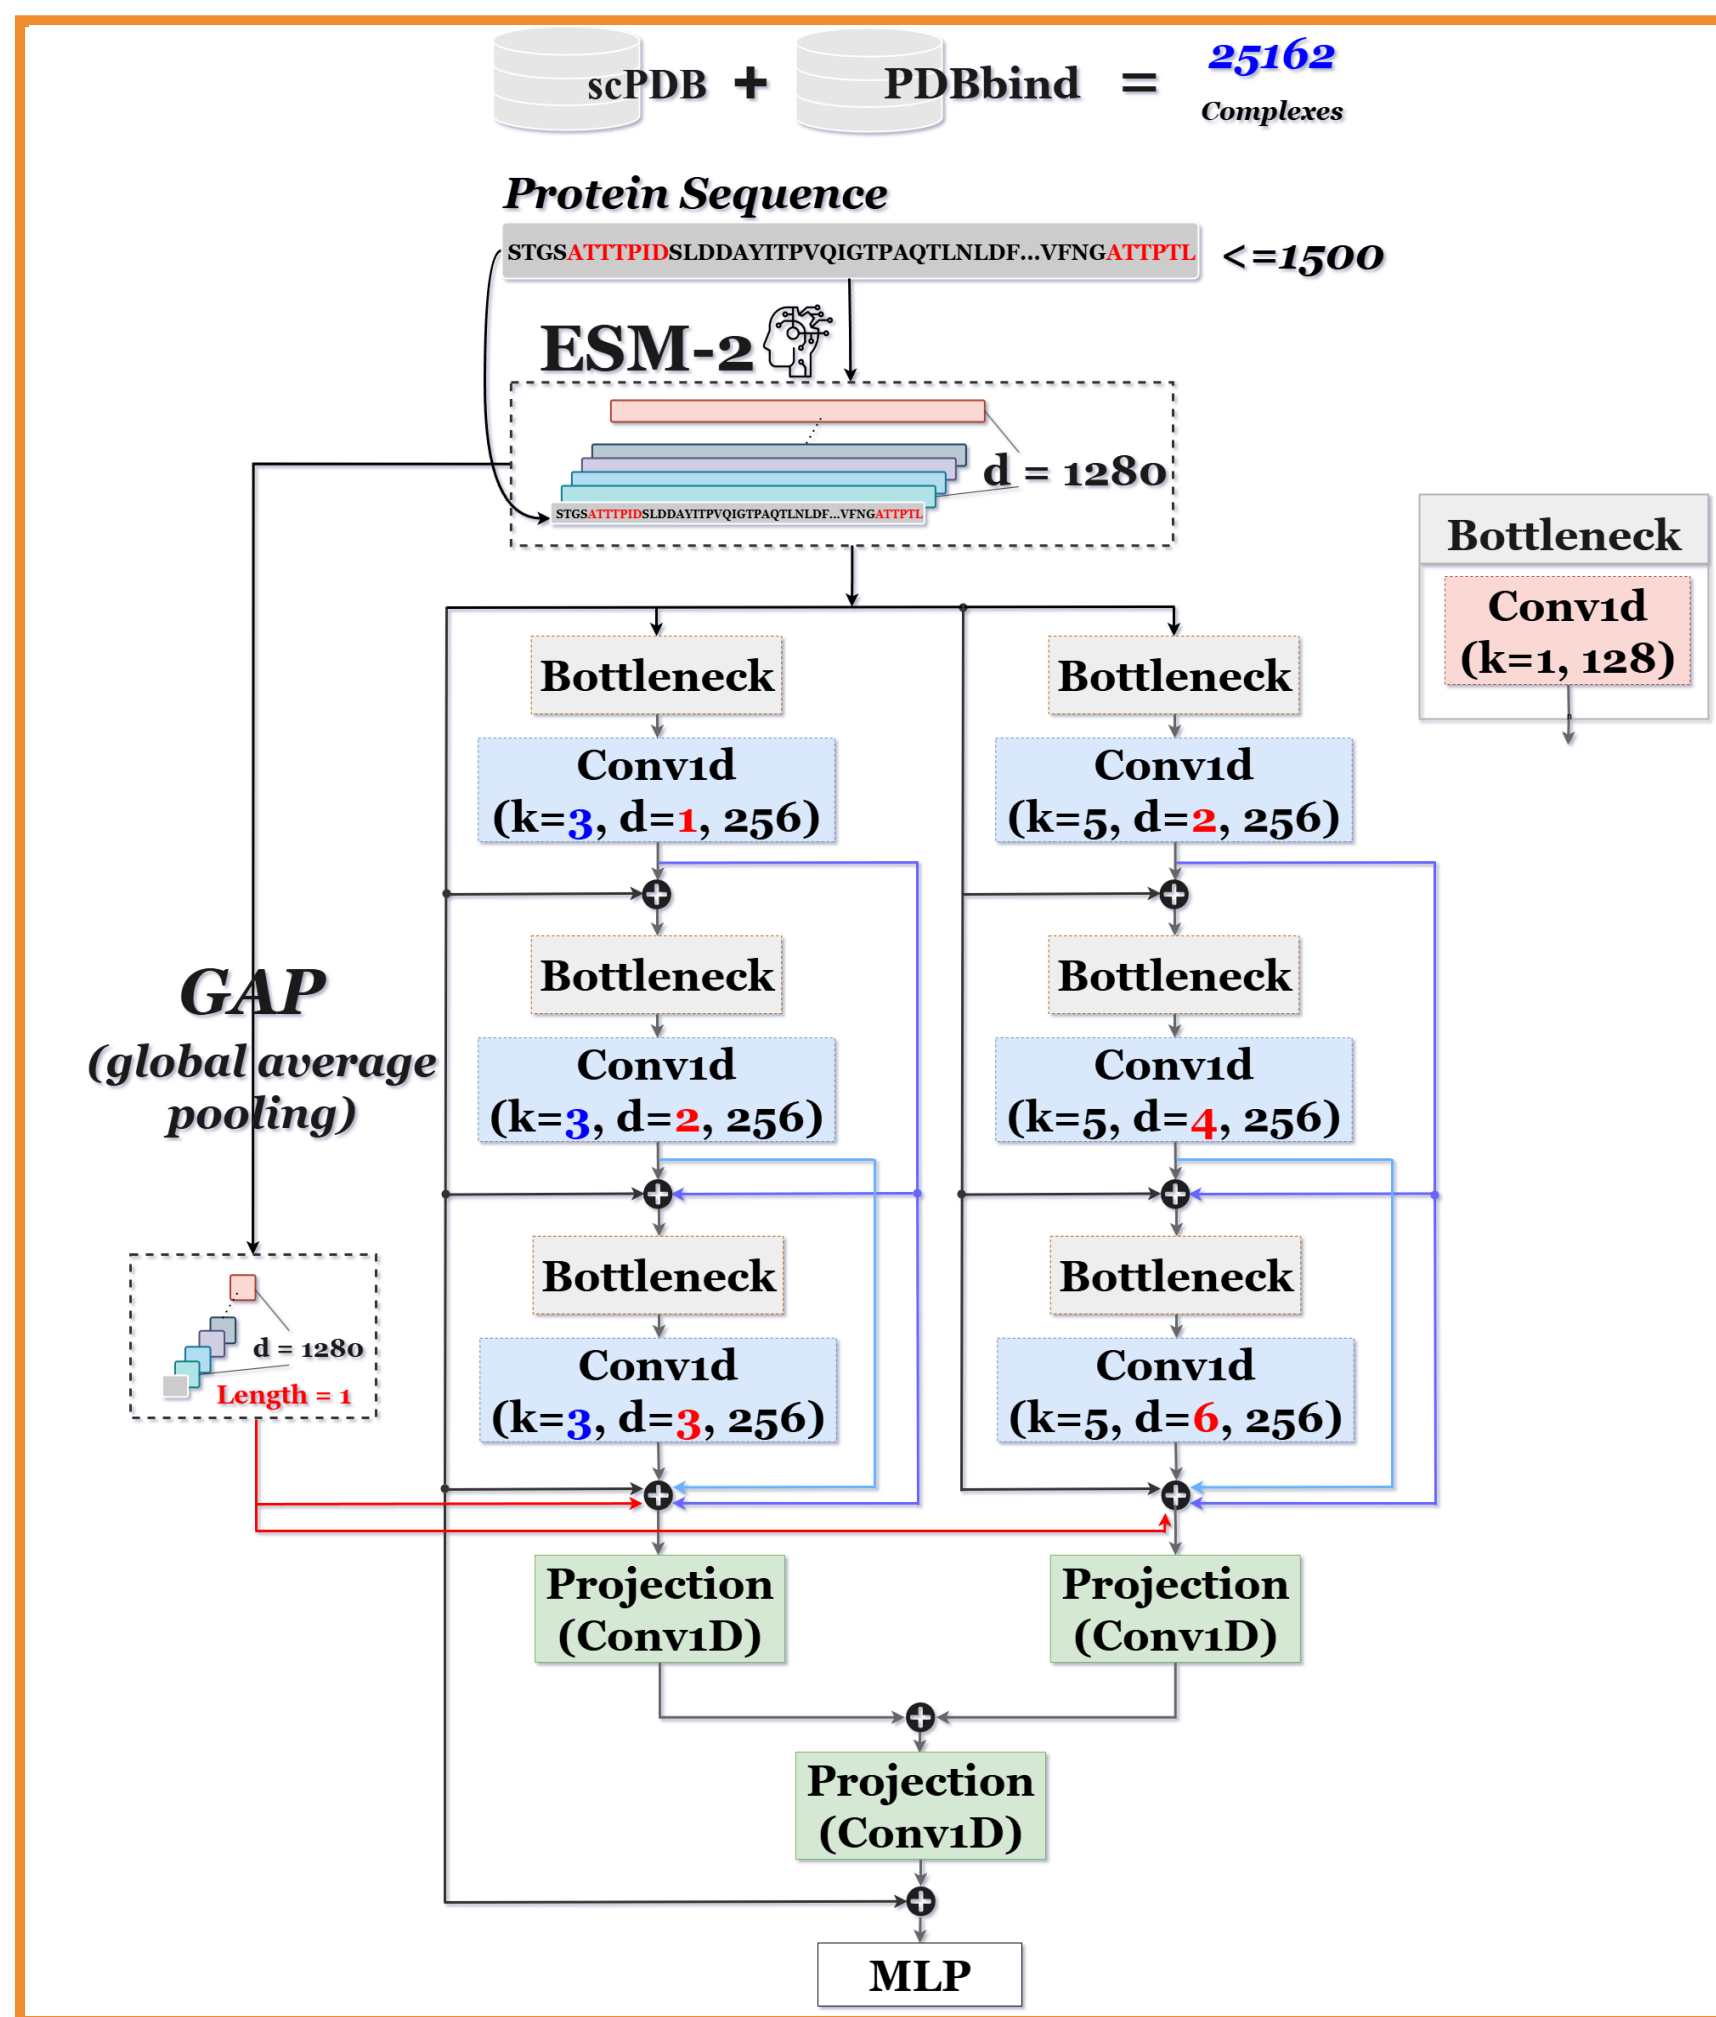 scPDB + PDBbind = 25162
Complexes
Protein Sequence
STGSATTTPIDSLDDAYITPVQIGTPAQTLNLDF...VFNGATTPTL <=1500
ESM-2
d = 1280
STGSATTTPIDSLDDAYITPVQIGTPAQTLNLDF...VFNGATTPTL
Bottleneck
Conv1d
(k=1, 128)
Bottleneck
Conv1d
(k=3, d=1, 256)
Bottleneck
Conv1d
(k=3, d=2, 256)
Bottleneck
Conv1d
(k=3, d=3, 256)
Projection
(Conv1D)
Bottleneck
Conv1d
(k=5, d=2, 256)
Bottleneck
Conv1d
(k=5, d=4, 256)
Bottleneck
Conv1d
(k=5, d=6, 256)
Projection
(Conv1D)
GAP
(global average
pooling)
d = 1280
Length = 1
Projection
(Conv1D)
MLP